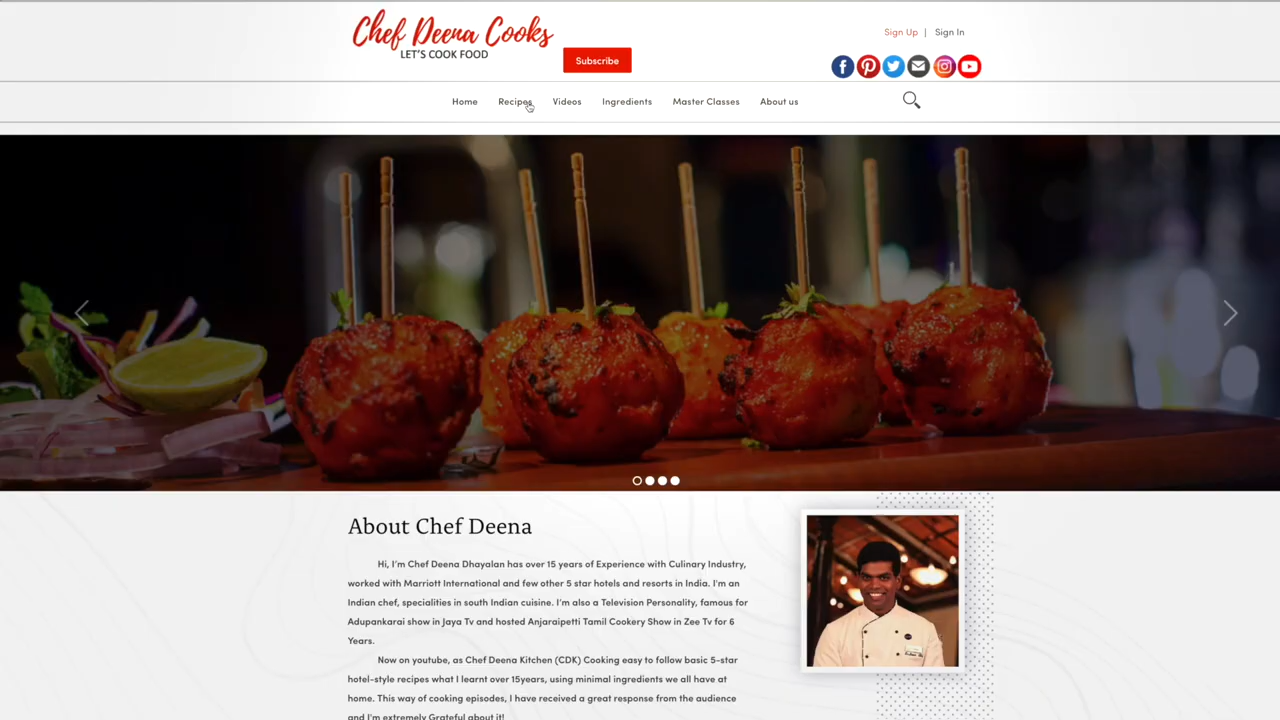 Chef Deena Cooks
LET'S COOK FOOD
Subscribe
Sign Up | Sign In
Home Recipes Videos Ingredients Master Classes About us
About Chef Deena
Hi, I'm Chef Deena Dhayalan has over 15 years of Experience with Culinary Industry,
worked with Marriott International and few other 5 star hotels and resorts in India. I'm an
Indian chef, specialities in south Indian cuisine. I'm also a Television Personality, famous for
Adupankarai show in Jaya Tv and hosted Anjaraipetti Tamil Cookery Show in Zee Tv for 6
Years.
Now on youtube, as Chef Deena Kitchen (CDK) Cooking easy to follow basic 5-star
hotel-style recipes what I learnt over 15years, using minimal ingredients we all have at
home. This way of cooking episodes, I have received a great response from the audience
and I'm extremely Grateful about it!